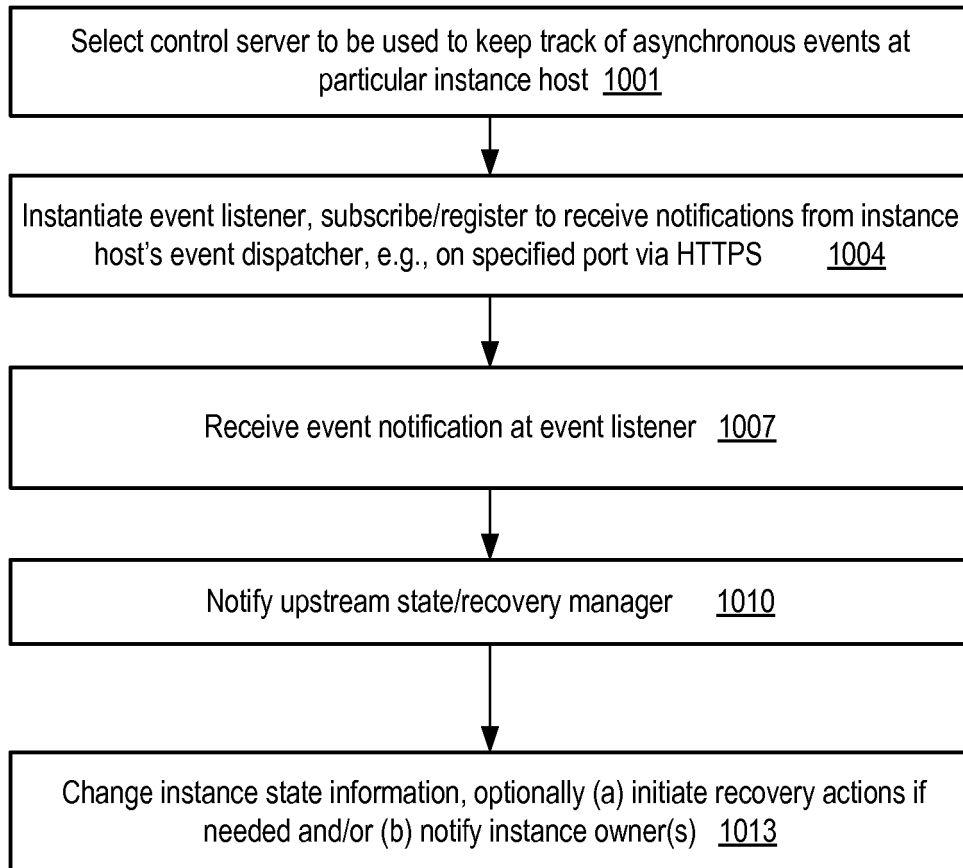 Select control server to be used to keep track of asynchronous events at
particular instance host 1001
Instantiate event listener, subscribe/register to receive notifications from instance
host's event dispatcher, e.g., on specified port via HTTPS 1004
Receive event notification at event listener 1007
Notify upstream state/recovery manager 1010
Change instance state information, optionally (a) initiate recovery actions if
needed and/or (b) notify instance owner(s) 1013